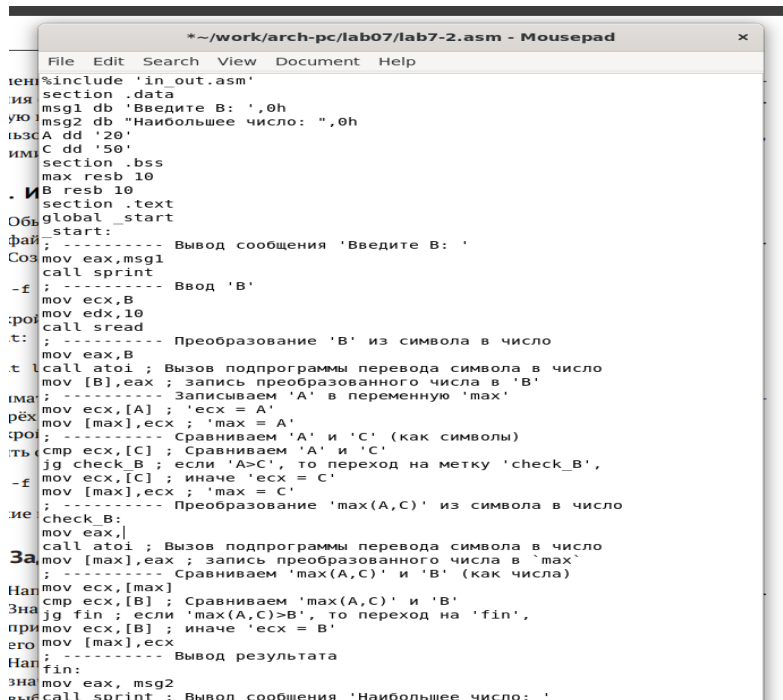 *~/work/arch-pc/lab07/lab7-2.asm - Mousepad
×
File Edit Search View Document Help
%include 'in_out.asm'
section .data
msg1 db 'Введите B: ',0h
msg2 db "Наибольшее число: ",0h
A dd '20'
C dd '50'
section .bss
max resb 10
B resb 10
section .text
global _start
_start:
; ---------- Вывод сообщения 'Введите B: '
mov eax,msg1
call sprint
; ---------- Ввод 'B'
mov ecx,B
mov edx,10
call sread
; ---------- Преобразование 'B' из символа в число
mov eax,B
call atoi ; Вызов подпрограммы перевода символа в число
mov [B],eax ; запись преобразованного числа в 'B'
; ---------- Записываем 'A' в переменную 'max'
mov ecx,[A] ; 'ecx = A'
mov [max],ecx ; 'max = A'
; ---------- Сравниваем 'A' и 'С' (как символы)
cmp ecx,[C] ; Сравниваем 'A' и 'С'
jg check_B ; если 'A>C', то переход на метку 'check_B',
mov ecx,[C] ; иначе 'ecx = C'
mov [max],ecx ; 'max = C'
; ---------- Преобразование 'max(A,C)' из символа в число
check_B:
mov eax,
call atoi ; Вызов подпрограммы перевода символа в число
mov [max],eax ; запись преобразованного числа в `max`
; ---------- Сравниваем 'max(A,C)' и 'B' (как числа)
mov ecx,[max]
cmp ecx,[B] ; Сравниваем 'max(A,C)' и 'B'
jg fin ; если 'max(A,C)>B', то переход на 'fin',
mov ecx,[B] ; иначе 'ecx = B'
mov [max],ecx
; ---------- Вывод результата
fin:
mov eax, msg2
call sprint ; Вывод сообщения 'Наибольшее число: '